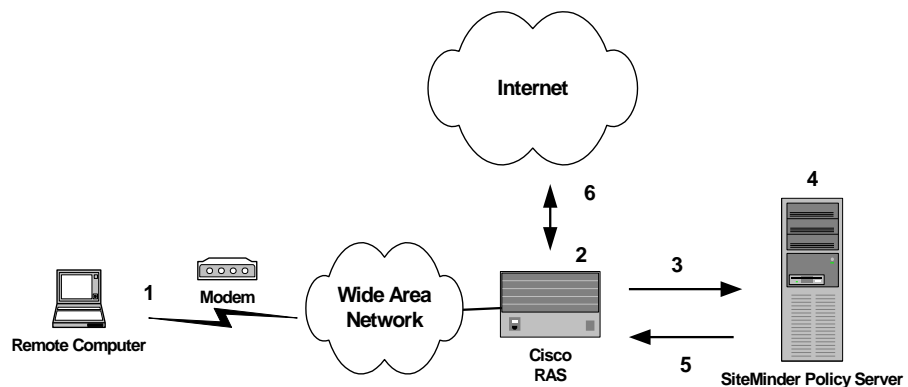 Internet
6
4
2
3
1
Modem
Wide Area
Network
Remote Computer
Cisco
RAS
5
SiteMinder Policy Server